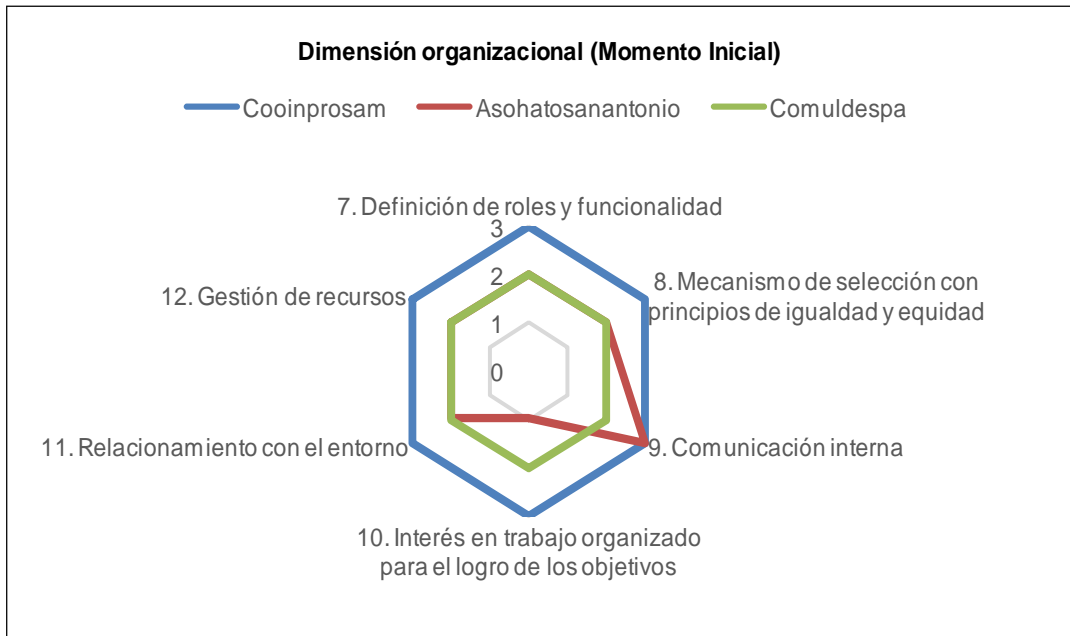 Dimensión organizacional (Momento Inicial)
Cooinprosam Asohatosanantonio Comuldespa
7. Definición de roles y funcionalidad
3
8. Mecanismo de selección con
principios de igualdad y equidad
2
1
0
12. Gestión de recursos
11. Relacionamiento con el entorno
9. Comunicación interna
10. Interés en trabajo organizado
para el logro de los objetivos